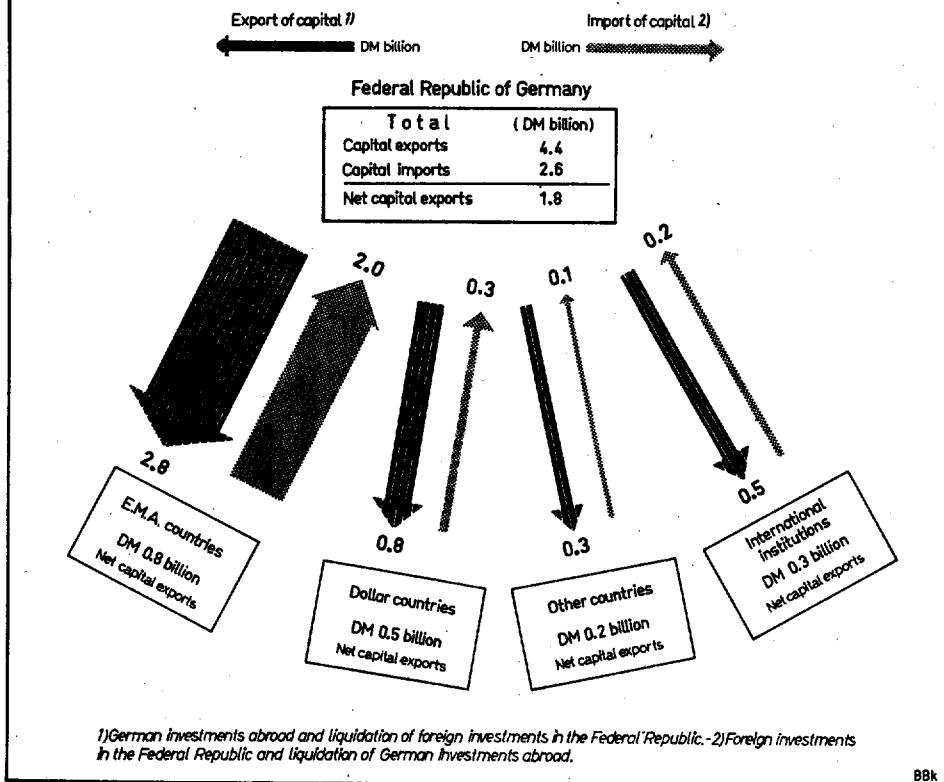 Export of capital 1)
DM billion
Import of capital 2)
DM billion
Federal Republic of Germany
Total (DM billion)
Capital exports 4.4
Capital imports 2.6
Net capital exports 1.8
2.8
2.0
0.8
0.3
0.3
0.1
0.5
0.2
E.M.A. countries
DM 0.8 billion
Net capital exports
Dollar countries
DM 0.5 billion
Net capital exports
Other countries
DM 0.2 billion
Net capital exports
International
institutions
DM 0.3 billion
Net capital exports
1)German investments abroad and liquidation of foreign investments in the Federal Republic.-2)Foreign investments
in the Federal Republic and liquidation of German investments abroad.
BBk